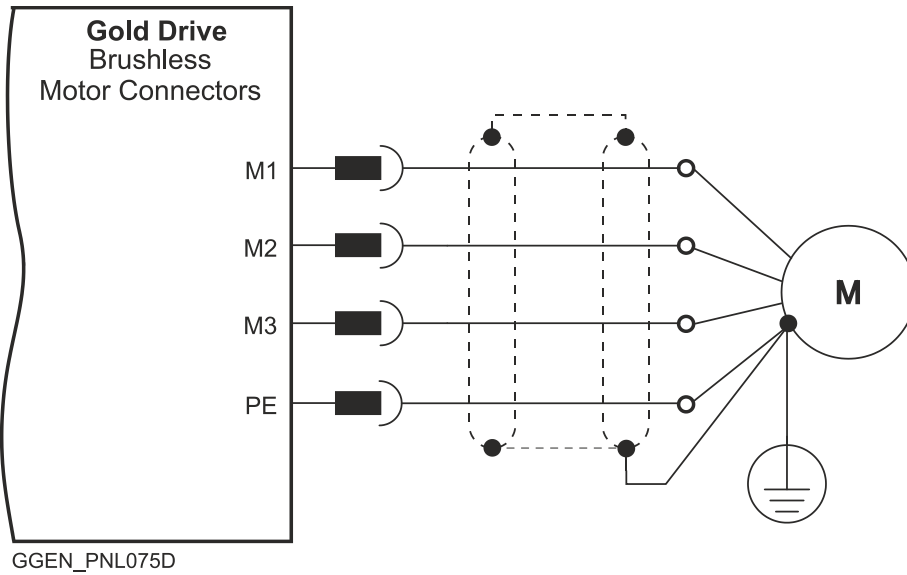 Gold Drive
Brushless
Motor Connectors
M1
M2
M3
PE
M
GGEN_PNL075D